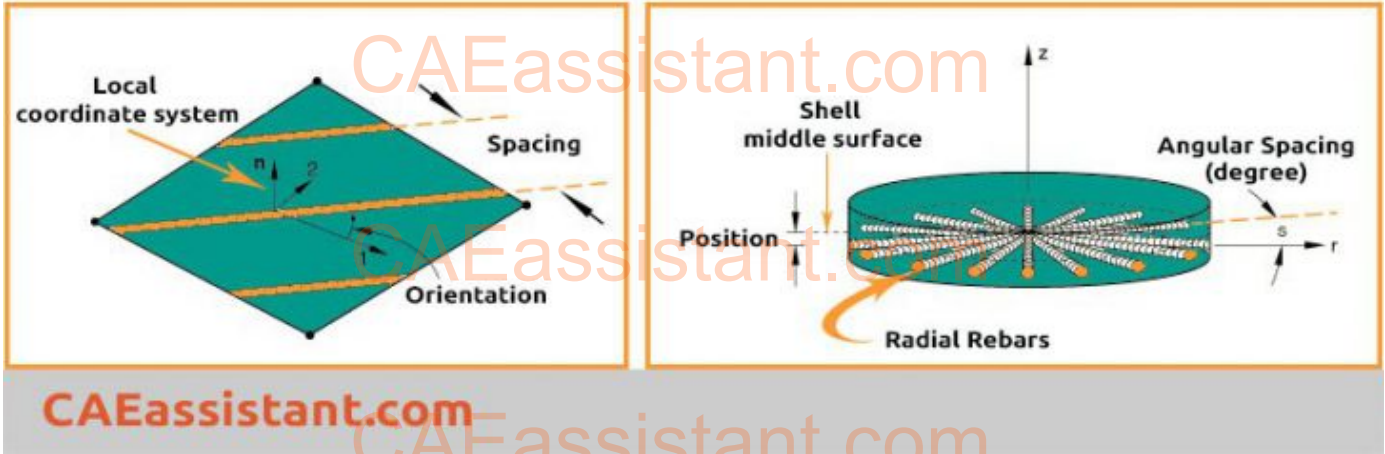 CAEassistant.com
Local
coordinate system
Spacing
n
2
1
Orientation
z
Shell
middle surface
Angular Spacing
(degree)
Position
s
r
CAEassistant.com
Radial Rebars
CAEassistant.com
CAEassistant.com